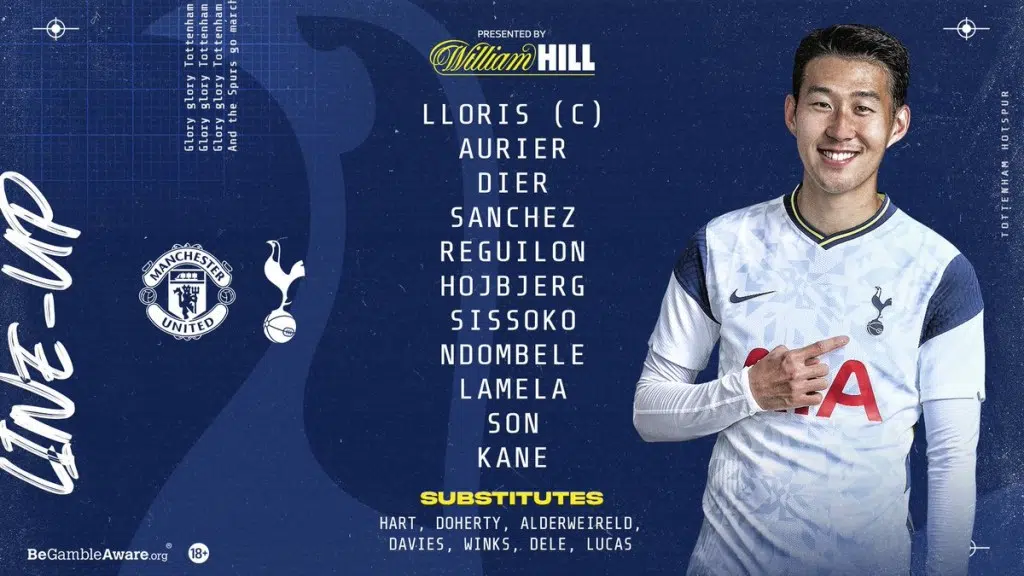 PRESENTED BY
William HILL
Glory glory Tottenham
Glory glory Tottenham
Glory glory Tottenham
And the Spurs go march
LINE-UP
MANCHESTER
UNITED
LLORIS (C)
AURIER
DIER
SANCHEZ
REGUILON
HOJBJERG
SISSOKO
NDOMBELE
LAMELA
SON
KANE
SUBSTITUTES
HART, DOHERTY, ALDERWEIRELD,
DAVIES, WINKS, DELE, LUCAS
TOTTENHAM HOTSPUR
BeGambleAware.org®
18+